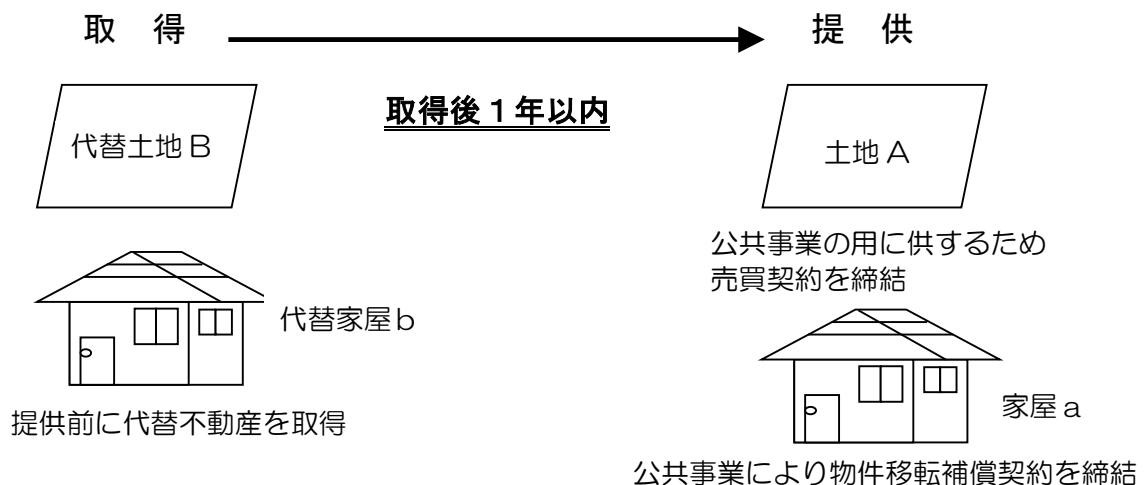 取　得
提　供
取得後１年以内
代替土地Ｂ
土地Ａ
公共事業の用に供するため
売買契約を締結
代替家屋ｂ
提供前に代替不動産を取得
家屋ａ
公共事業により物件移転補償契約を締結